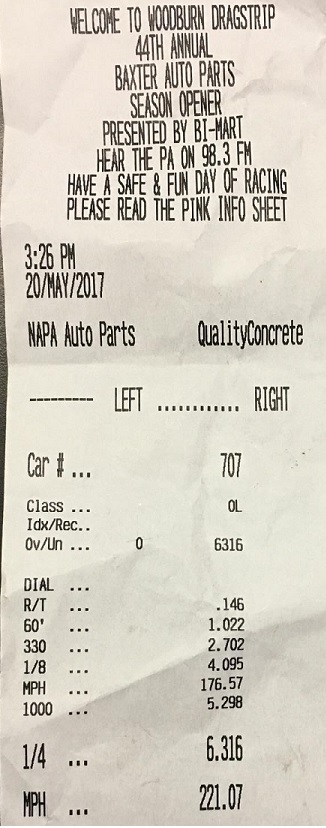 WELCOME TO WOODBURN DRAGSTRIP
44TH ANNUAL
BAXTER AUTO PARTS
SEASON OPENER
PRESENTED BY BI-MART
HEAR THE PA ON 98.3 FM
HAVE A SAFE & FUN DAY OF RACING
PLEASE READ THE PINK INFO SHEET
3:26 PM
20/MAY/2017
NAPA Auto Parts QualityConcrete
--------- LEFT ............ RIGHT
Car # ... 707
Class ... OL
Idx/Rec..
Ov/Un ... 0 6316
DIAL ...
R/T ... .146
60' ... 1.022
330 ... 2.702
1/8 ... 4.095
MPH ... 176.57
1000 ... 5.298
1/4 ... 6.316
MPH ... 221.07